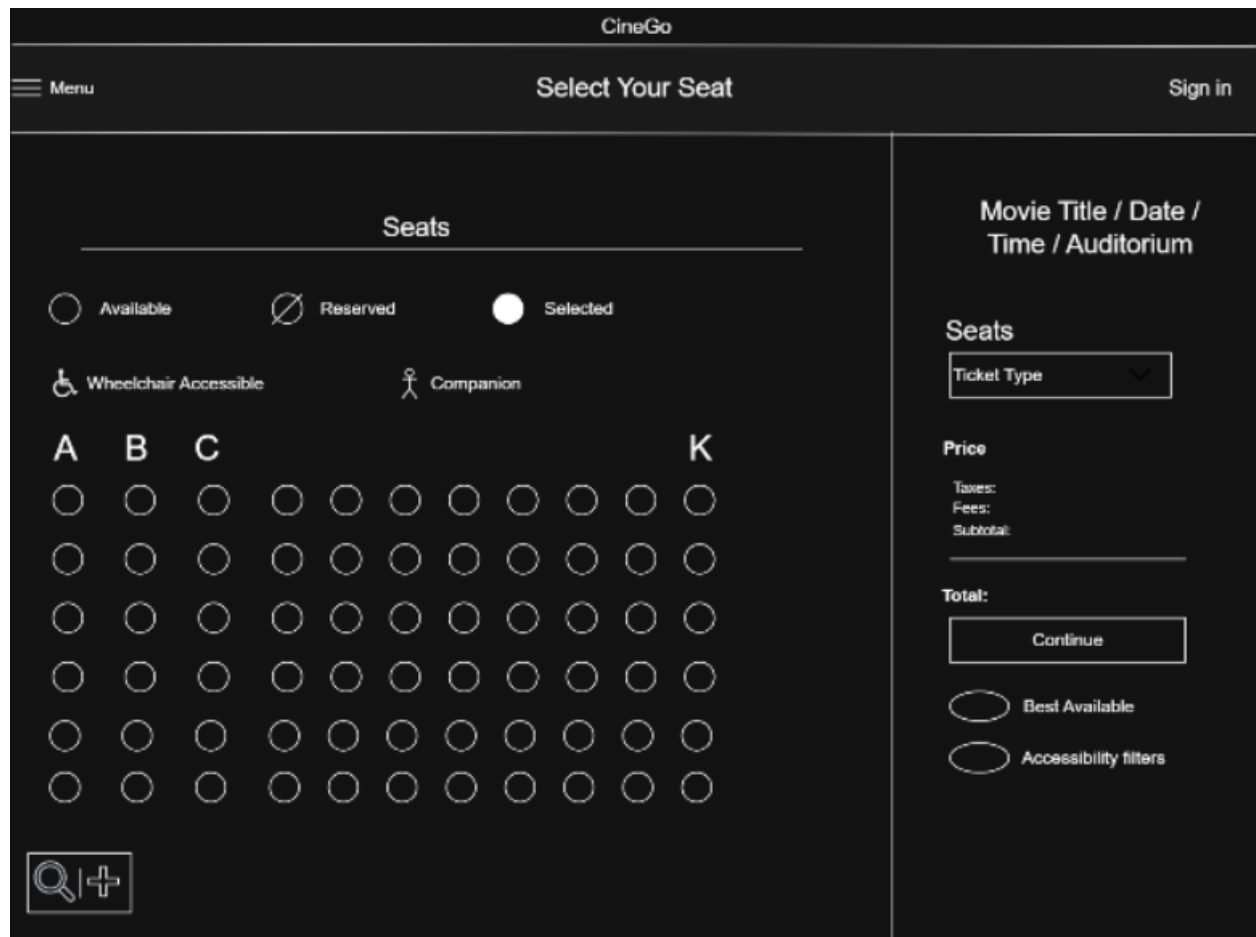 CineGo
Menu
Select Your Seat
Sign in
Seats
Available
Reserved
Selected
Wheelchair Accessible
Companion
A B C K
Movie Title / Date /
Time / Auditorium
Seats
Ticket Type
Price
Taxes:
Fees:
Subtotal:
Total:
Continue
Best Available
Accessibility filters